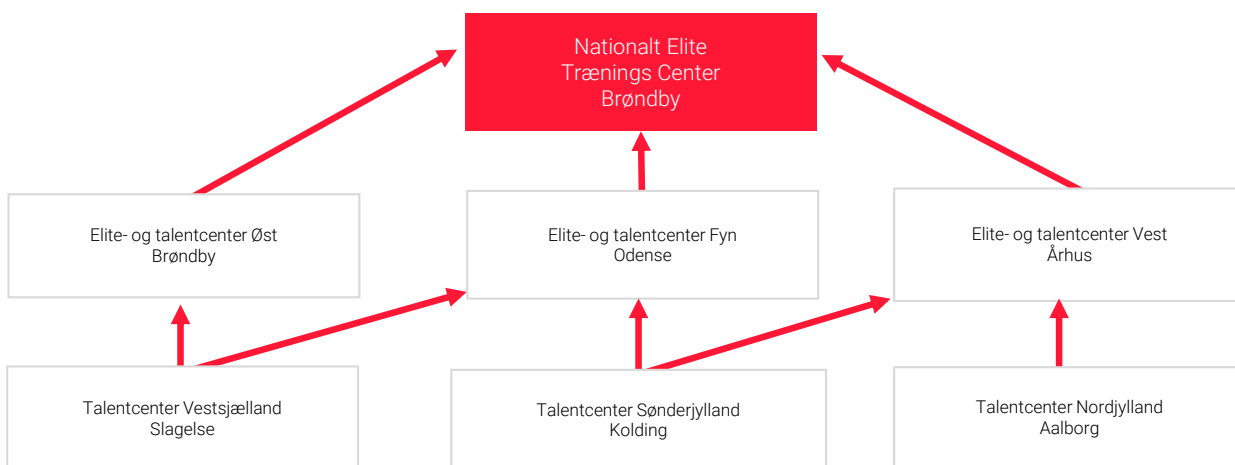 Nationalt Elite
Trænings Center
Brøndby
Elite- og talentcenter Øst
Brøndby
Elite- og talentcenter Fyn
Odense
Elite- og talentcenter Vest
Århus
Talentcenter Vestsjælland
Slagelse
Talentcenter Sønderjylland
Kolding
Talentcenter Nordjylland
Aalborg